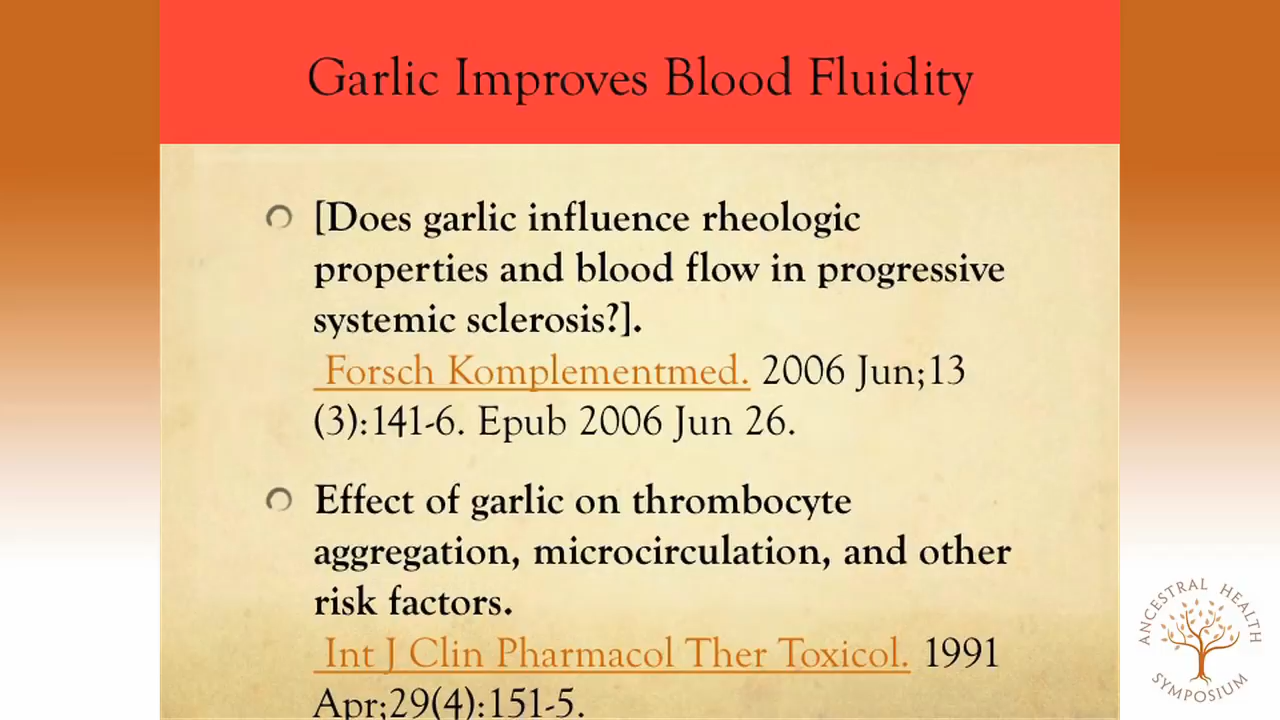 Garlic Improves Blood Fluidity
[Does garlic influence rheologic
properties and blood flow in progressive
systemic sclerosis?].
Forsch Komplementmed. 2006 Jun;13
(3):141-6. Epub 2006 Jun 26.
Effect of garlic on thrombocyte
aggregation, microcirculation, and other
risk factors.
Int J Clin Pharmacol Ther Toxicol. 1991
Apr;29(4):151-5.
ANCESTRAL HEALTH
SYMPOSIUM